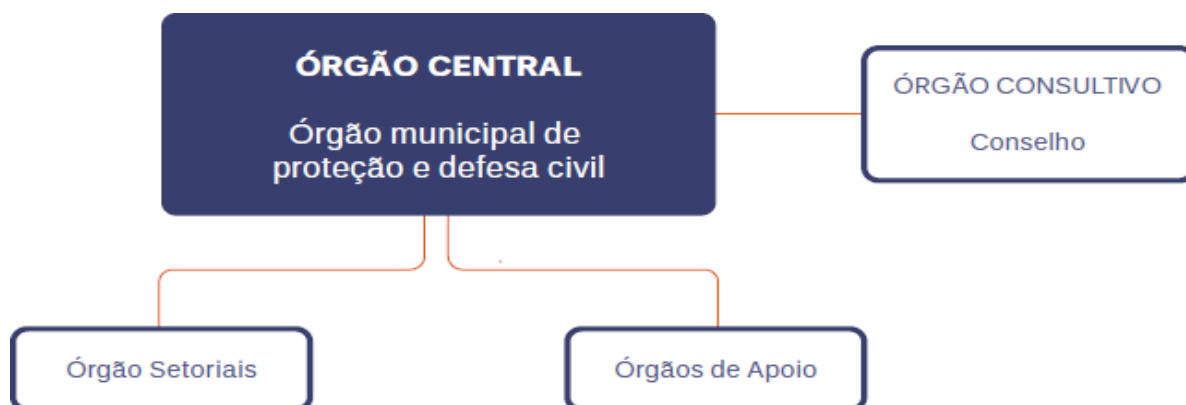 ÓRGÃO CENTRAL
Órgão municipal de
proteção e defesa civil
ÓRGÃO CONSULTIVO
Conselho
Órgão Setoriais
Órgãos de Apoio